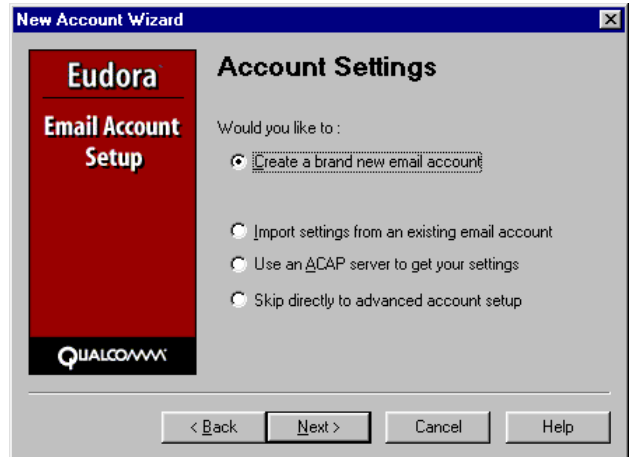 New Account Wizard
Eudora
Email Account
Setup
QUALCOMM
Account Settings
Would you like to :
Create a brand new email account
Import settings from an existing email account
Use an ACAP server to get your settings
Skip directly to advanced account setup
< Back
Next >
Cancel
Help